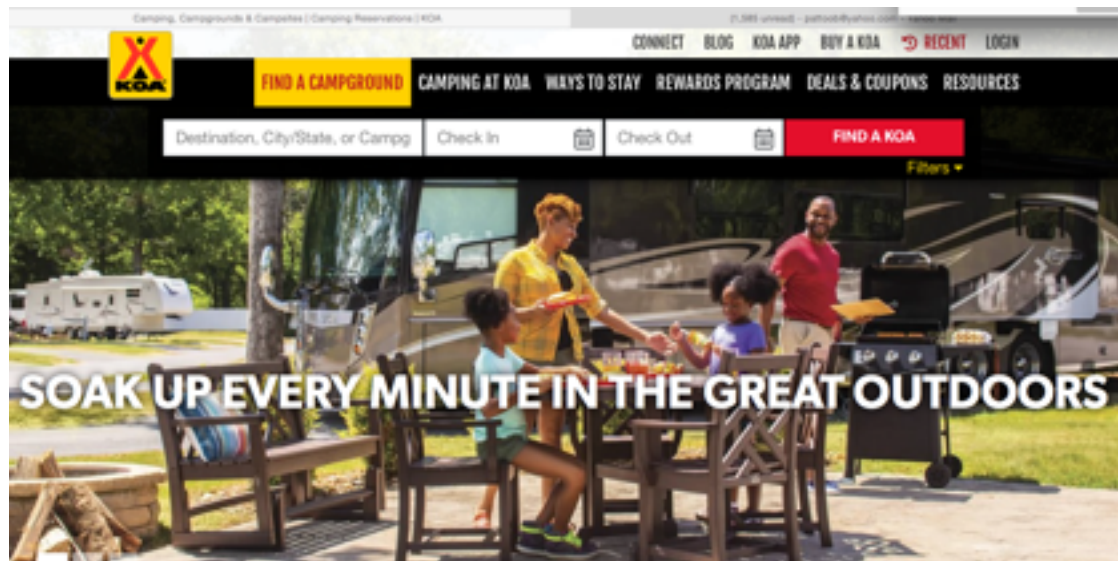 Camping, Campgrounds & Campsites | Camping Reservations | KOA
CONNECT BLOG KOA APP BUY A KOA RECENT LOGIN
KOA
FIND A CAMPGROUND CAMPING AT KOA WAYS TO STAY REWARDS PROGRAM DEALS & COUPONS RESOURCES
Destination, City/State, or Campg Check In Check Out FIND A KOA
Filters
SOAK UP EVERY MINUTE IN THE GREAT OUTDOORS